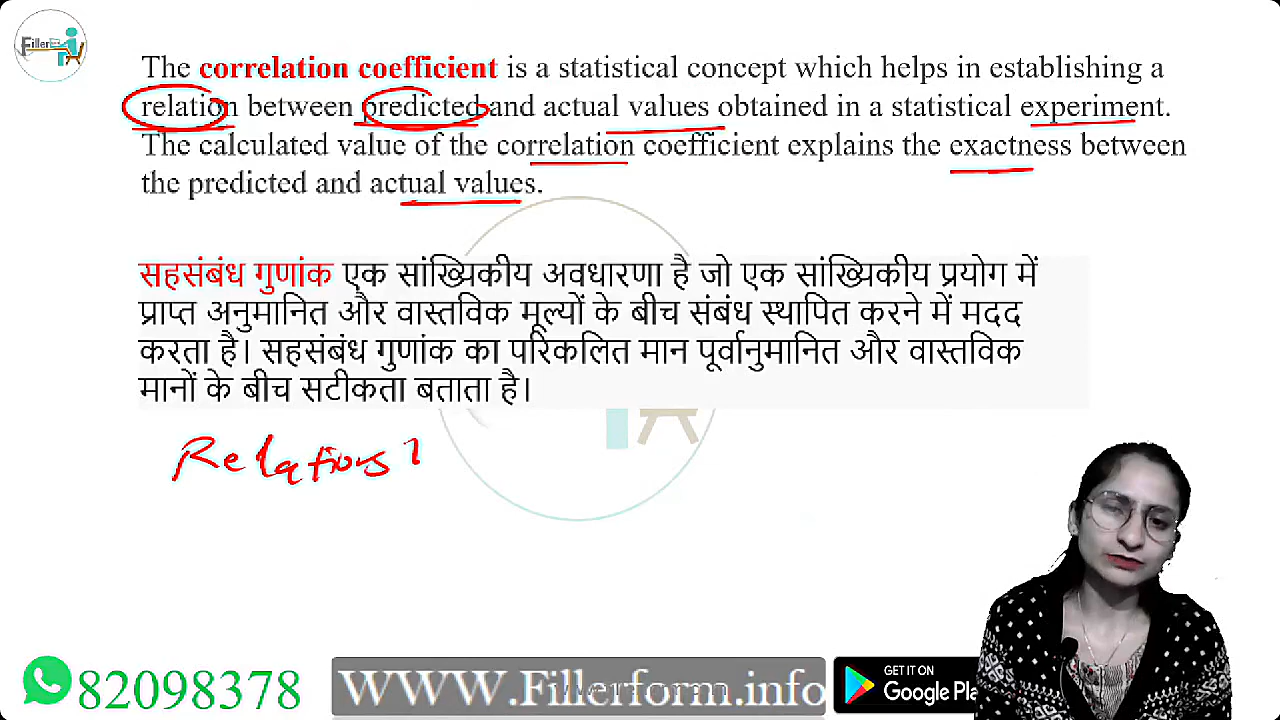 Fillerform
The correlation coefficient is a statistical concept which helps in establishing a
relation between predicted and actual values obtained in a statistical experiment.
The calculated value of the correlation coefficient explains the exactness between
the predicted and actual values.
सहसंबंध गुणांक एक सांख्यिकीय अवधारणा है जो एक सांख्यिकीय प्रयोग में
प्राप्त अनुमानित और वास्तविक मूल्यों के बीच संबंध स्थापित करने में मदद
करता है। सहसंबंध गुणांक का परिकलित मान पूर्वानुमानित और वास्तविक
मानों के बीच सटीकता बताता है।
Relations
82098378
WWW.Fillerform.info
GET IT ON
Google Pla